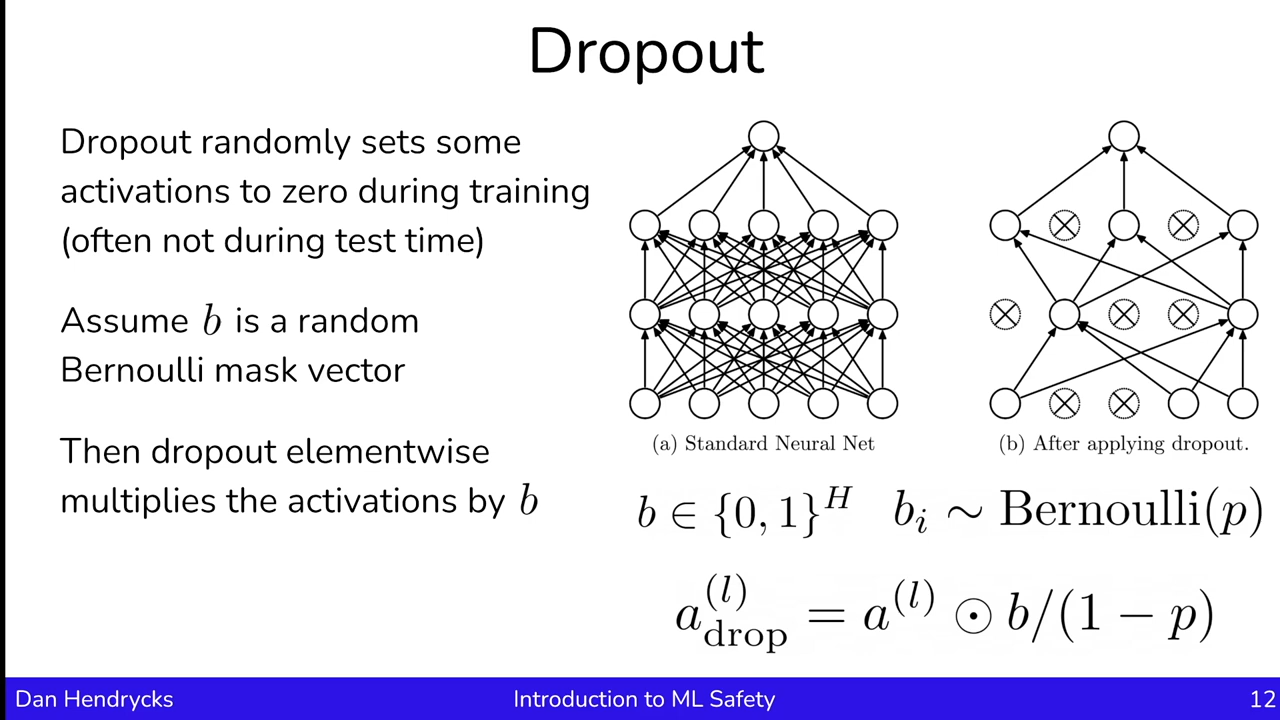 Dropout
Dropout randomly sets some
activations to zero during training
(often not during test time)
Assume b is a random
Bernoulli mask vector
Then dropout elementwise
multiplies the activations by b
(a) Standard Neural Net
(b) After applying dropout.
b ∈ {0, 1}^H b_i ∼ Bernoulli(p)
a_drop^(l) = a^(l) ⊙ b/(1 − p)
Dan Hendrycks
Introduction to ML Safety
12